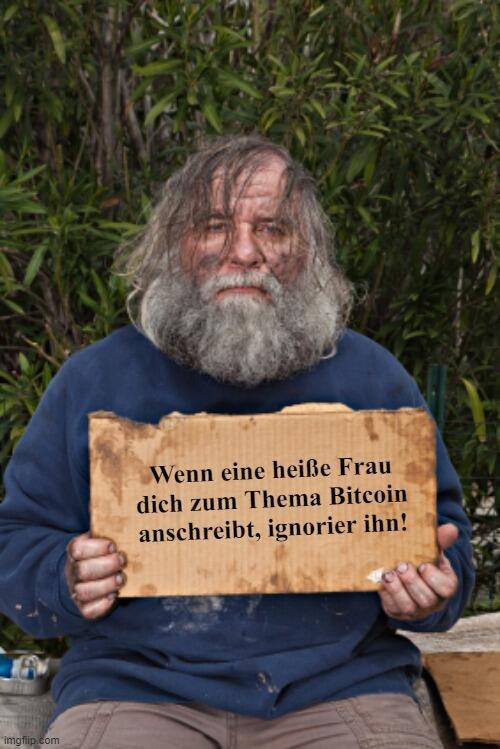 Wenn eine heiße Frau
dich zum Thema Bitcoin
anschreibt, ignorier ihn!
imgflip.com